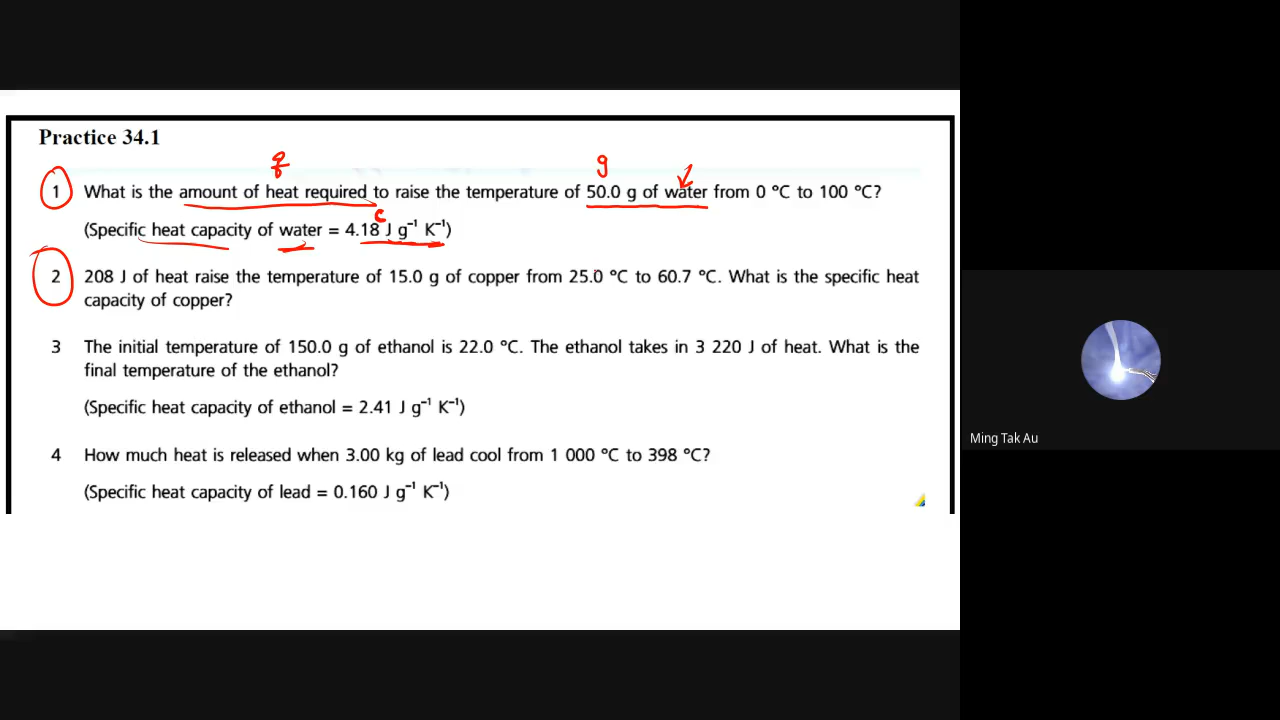 Practice 34.1
q
g
1 What is the amount of heat required to raise the temperature of 50.0 g of water from 0 °C to 100 °C?
c
(Specific heat capacity of water = 4.18 J g⁻¹ K⁻¹)
2 208 J of heat raise the temperature of 15.0 g of copper from 25.0 °C to 60.7 °C. What is the specific heat
capacity of copper?
3 The initial temperature of 150.0 g of ethanol is 22.0 °C. The ethanol takes in 3 220 J of heat. What is the
final temperature of the ethanol?
(Specific heat capacity of ethanol = 2.41 J g⁻¹ K⁻¹)
4 How much heat is released when 3.00 kg of lead cool from 1 000 °C to 398 °C?
(Specific heat capacity of lead = 0.160 J g⁻¹ K⁻¹)
Ming Tak Au